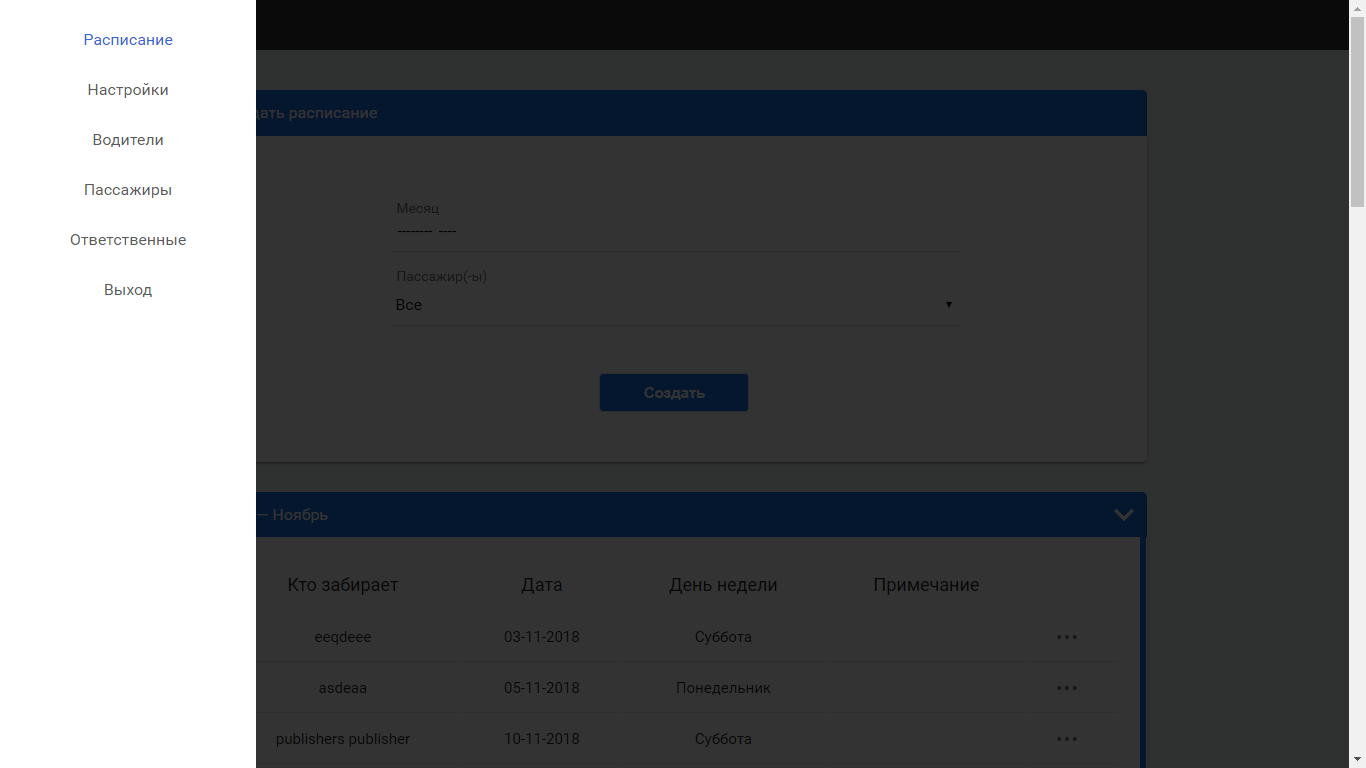 Расписание
Настройки
Водители
Пассажиры
Ответственные
Выход
дать расписание
Месяц
-------- ----
Пассажир(-ы)
Все
Создать
— Ноябрь
Кто забирает Дата День недели Примечание
eeqdeee 03-11-2018 Суббота
asdeaa 05-11-2018 Понедельник
publishers publisher 10-11-2018 Суббота